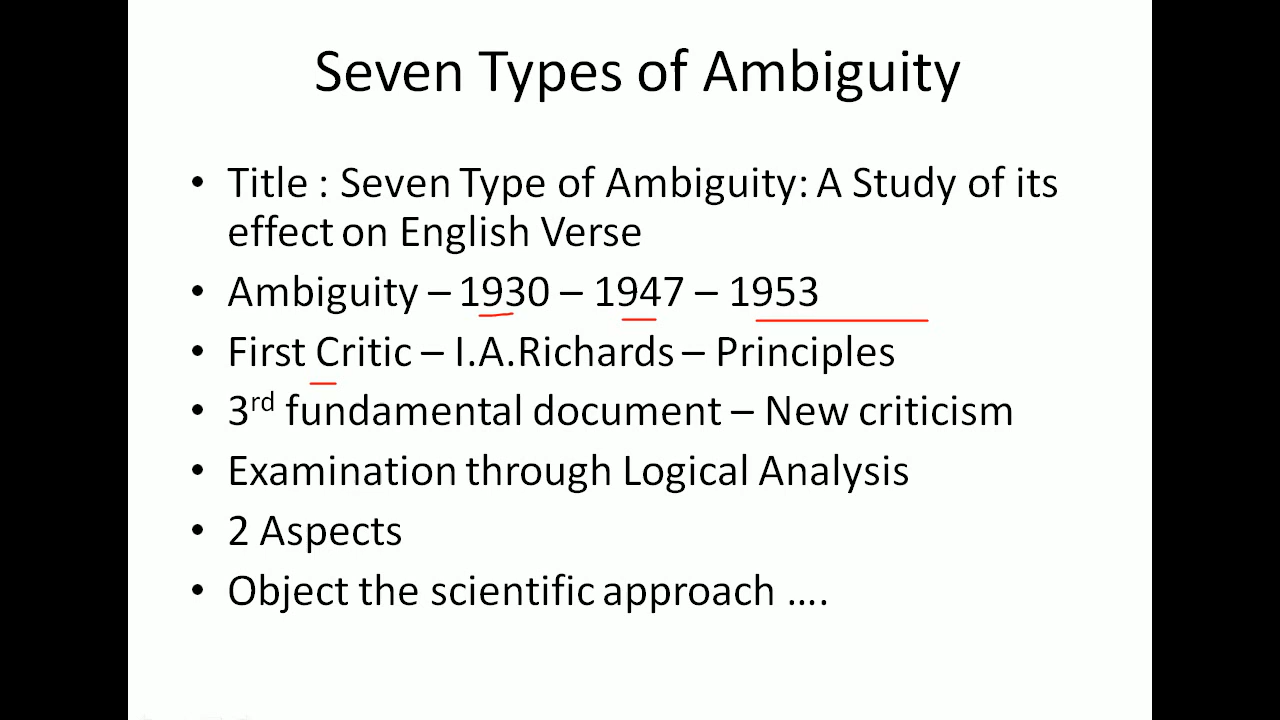 Seven Types of Ambiguity
• Title : Seven Type of Ambiguity: A Study of its
effect on English Verse
• Ambiguity – 1930 – 1947 – 1953
• First Critic – I.A.Richards – Principles
• 3rd fundamental document – New criticism
• Examination through Logical Analysis
• 2 Aspects
• Object the scientific approach ….